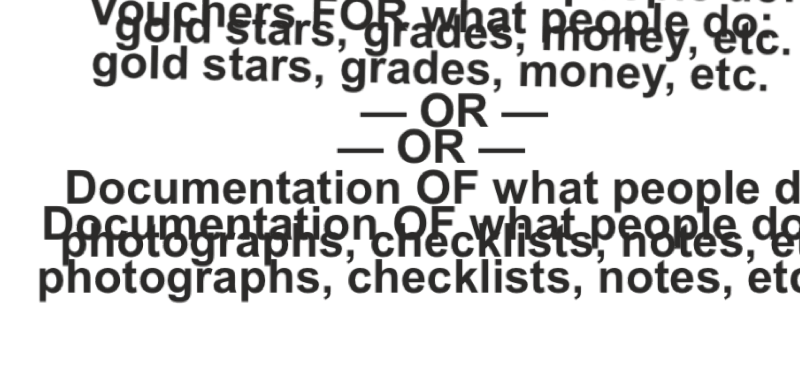 Vouchers FOR what people do:
gold stars, grades, money, etc.
gold stars, grades, money, etc.
— OR —
— OR —
Documentation OF what people d
Documentation OF what people do
photographs, checklists, notes, et
photographs, checklists, notes, etc